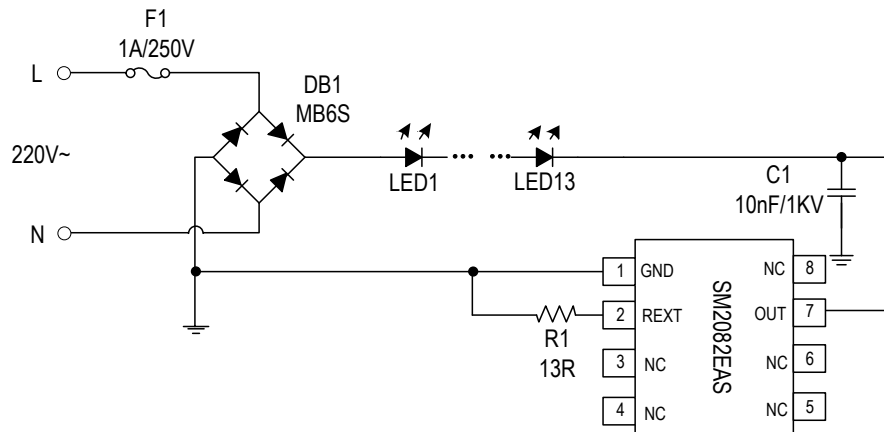 F1
1A/250V
L
DB1
MB6S
220V~
LED1
LED13
C1
10nF/1KV
N
1 GND
NC 8
2 REXT
OUT 7
SM2082EAS
R1
13R
3 NC
NC 6
4 NC
NC 5